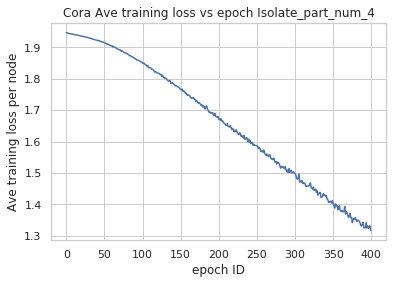 Cora Ave training loss vs epoch Isolate_part_num_4
Ave training loss per node
1.9
1.8
1.7
1.6
1.5
1.4
1.3
0 50 100 150 200 250 300 350 400
epoch ID